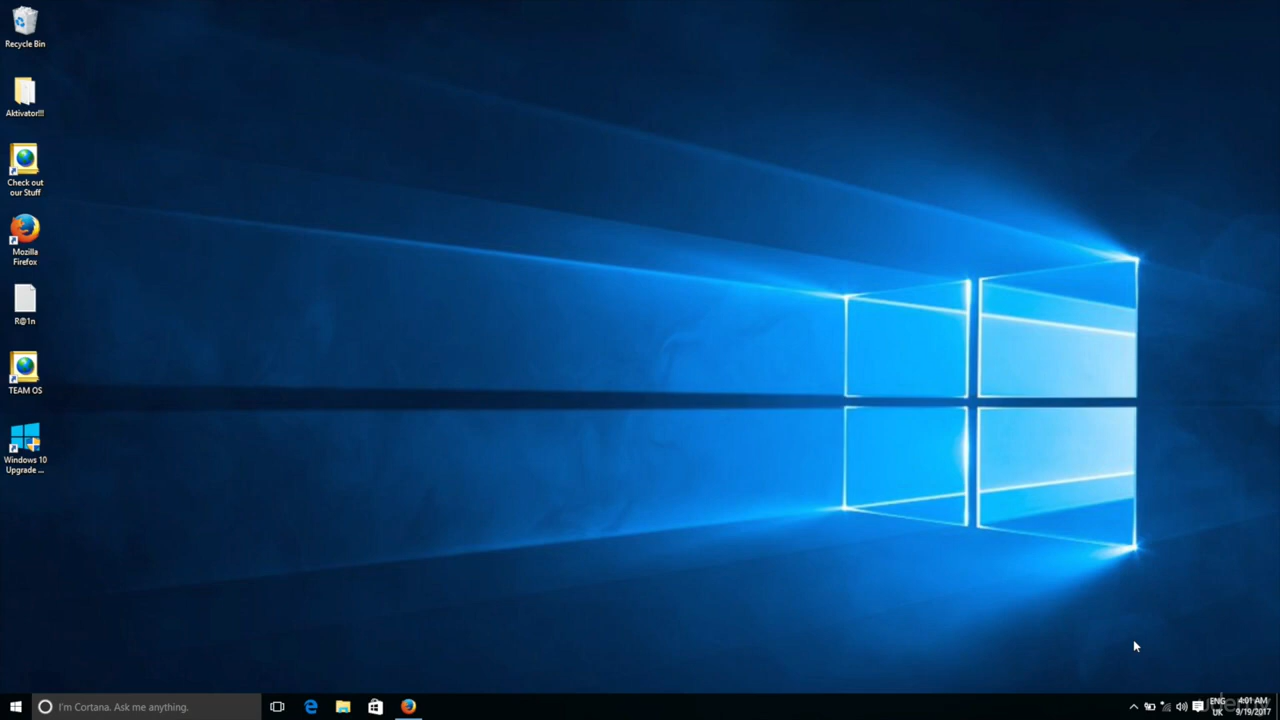 Recycle Bin
Aktivator!!!
Check out
our Stuff
Mozilla
Firefox
R@1n
TEAM OS
Windows 10
Upgrade ...
I'm Cortana. Ask me anything.
ENG
UK
4:01 AM
9/19/2017